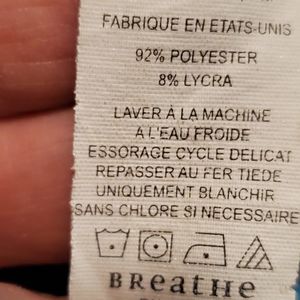 FABRIQUE EN ETATS-UNIS
92% POLYESTER
8% LYCRA
LAVER À LA MACHINE
A L'EAU FROIDE
ESSORAGE CYCLE DELICAT
REPASSER AU FER TIEDE
UNIQUEMENT BLANCHIR
SANS CHLORE SI NECESSAIRE
BReatHe